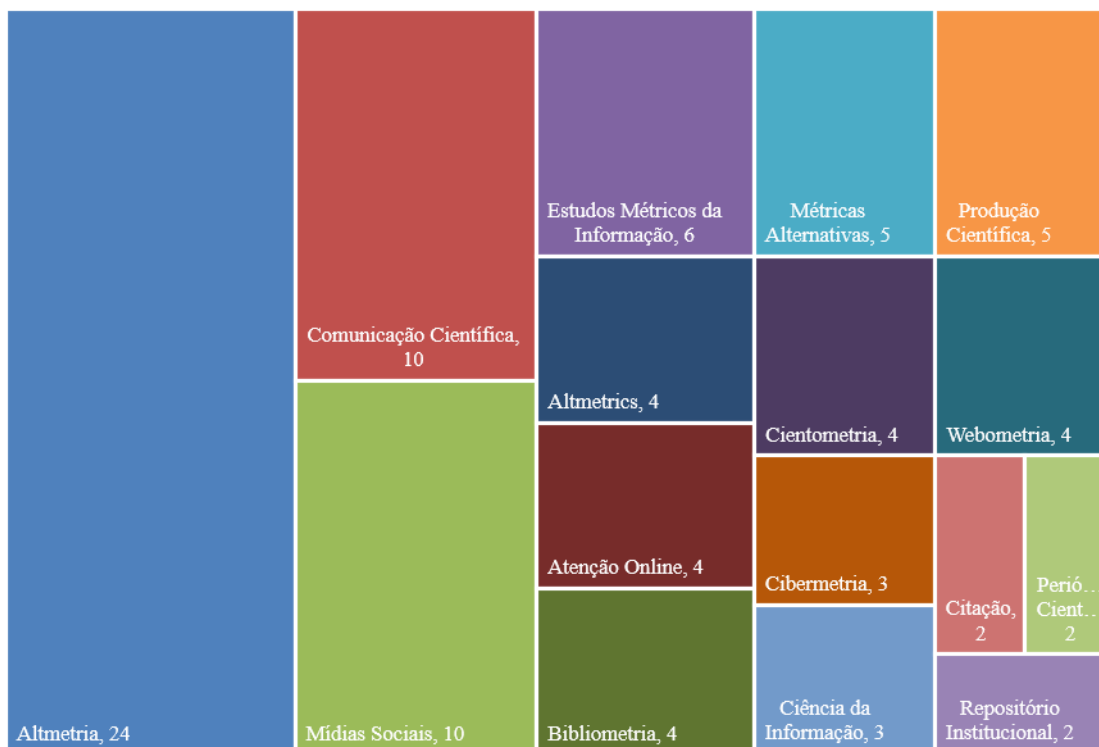 Altmetria, 24
Comunicação Científica,
10
Mídias Sociais, 10
Estudos Métricos da
Informação, 6
Altmetrics, 4
Atenção Online, 4
Bibliometria, 4
Métricas
Alternativas, 5
Cientometria, 4
Cibermetria, 3
Ciência da
Informação, 3
Produção
Científica, 5
Webometria, 4
Citação,
2
Perió…
Cient…
2
Repositório
Institucional, 2